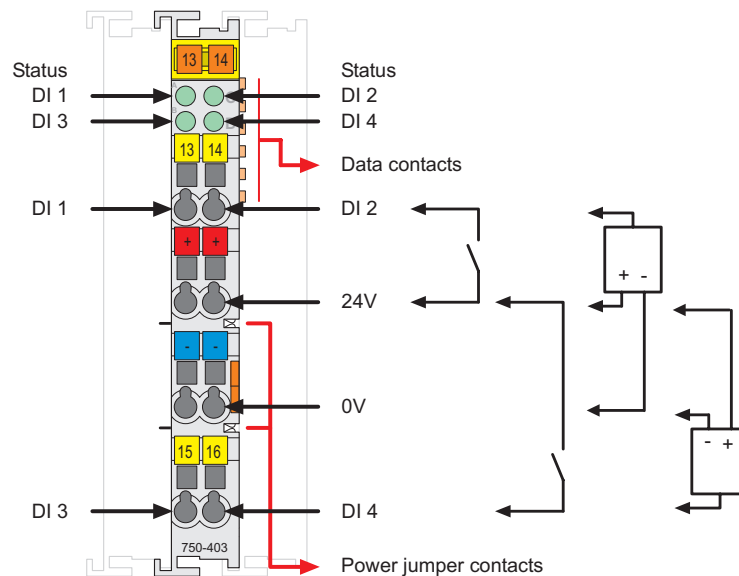 13 14
Status
Status
A C
DI 1
DI 2
B D
DI 3
DI 4
13 14
Data contacts
DI 1
DI 2
+ +
+ -
24V
- -
0V
- +
15 16
DI 3
DI 4
750-403
Power jumper contacts